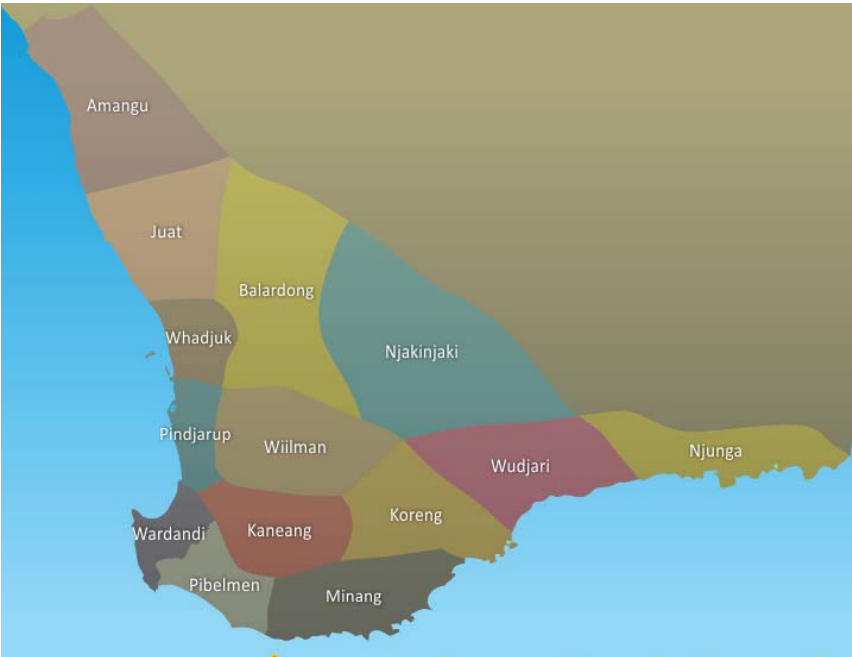 Amangu
Juat
Balardong
Whadjuk
Njakinjaki
Pindjarup
Wiilman
Njunga
Wudjari
Koreng
Wardandi
Kaneang
Pibelmen
Minang